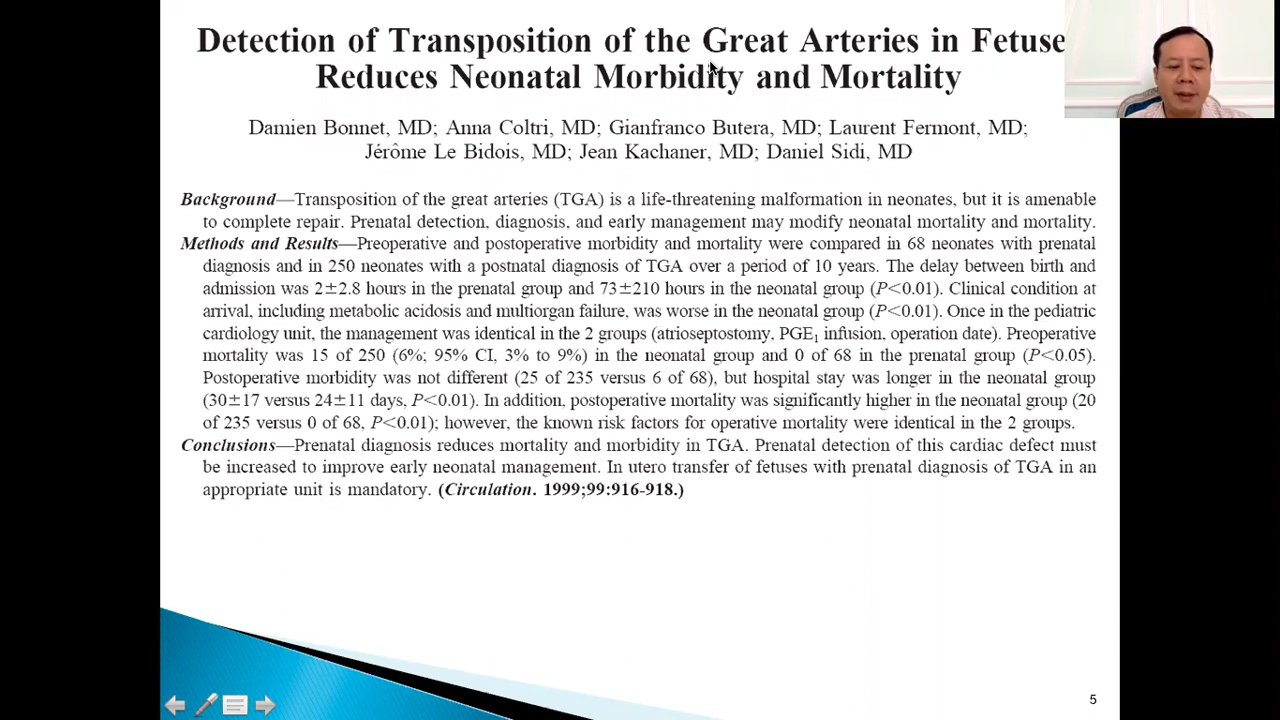 Detection of Transposition of the Great Arteries in Fetuse
Reduces Neonatal Morbidity and Mortality
Damien Bonnet, MD; Anna Coltri, MD; Gianfranco Butera, MD; Laurent Fermont, MD;
Jérôme Le Bidois, MD; Jean Kachaner, MD; Daniel Sidi, MD
Background—Transposition of the great arteries (TGA) is a life-threatening malformation in neonates, but it is amenable
to complete repair. Prenatal detection, diagnosis, and early management may modify neonatal mortality and mortality.
Methods and Results—Preoperative and postoperative morbidity and mortality were compared in 68 neonates with prenatal
diagnosis and in 250 neonates with a postnatal diagnosis of TGA over a period of 10 years. The delay between birth and
admission was 2±2.8 hours in the prenatal group and 73±210 hours in the neonatal group (P<0.01). Clinical condition at
arrival, including metabolic acidosis and multiorgan failure, was worse in the neonatal group (P<0.01). Once in the pediatric
cardiology unit, the management was identical in the 2 groups (atrioseptostomy, PGE₁ infusion, operation date). Preoperative
mortality was 15 of 250 (6%; 95% CI, 3% to 9%) in the neonatal group and 0 of 68 in the prenatal group (P<0.05).
Postoperative morbidity was not different (25 of 235 versus 6 of 68), but hospital stay was longer in the neonatal group
(30±17 versus 24±11 days, P<0.01). In addition, postoperative mortality was significantly higher in the neonatal group (20
of 235 versus 0 of 68, P<0.01); however, the known risk factors for operative mortality were identical in the 2 groups.
Conclusions—Prenatal diagnosis reduces mortality and morbidity in TGA. Prenatal detection of this cardiac defect must
be increased to improve early neonatal management. In utero transfer of fetuses with prenatal diagnosis of TGA in an
appropriate unit is mandatory. (Circulation. 1999;99:916-918.)
5